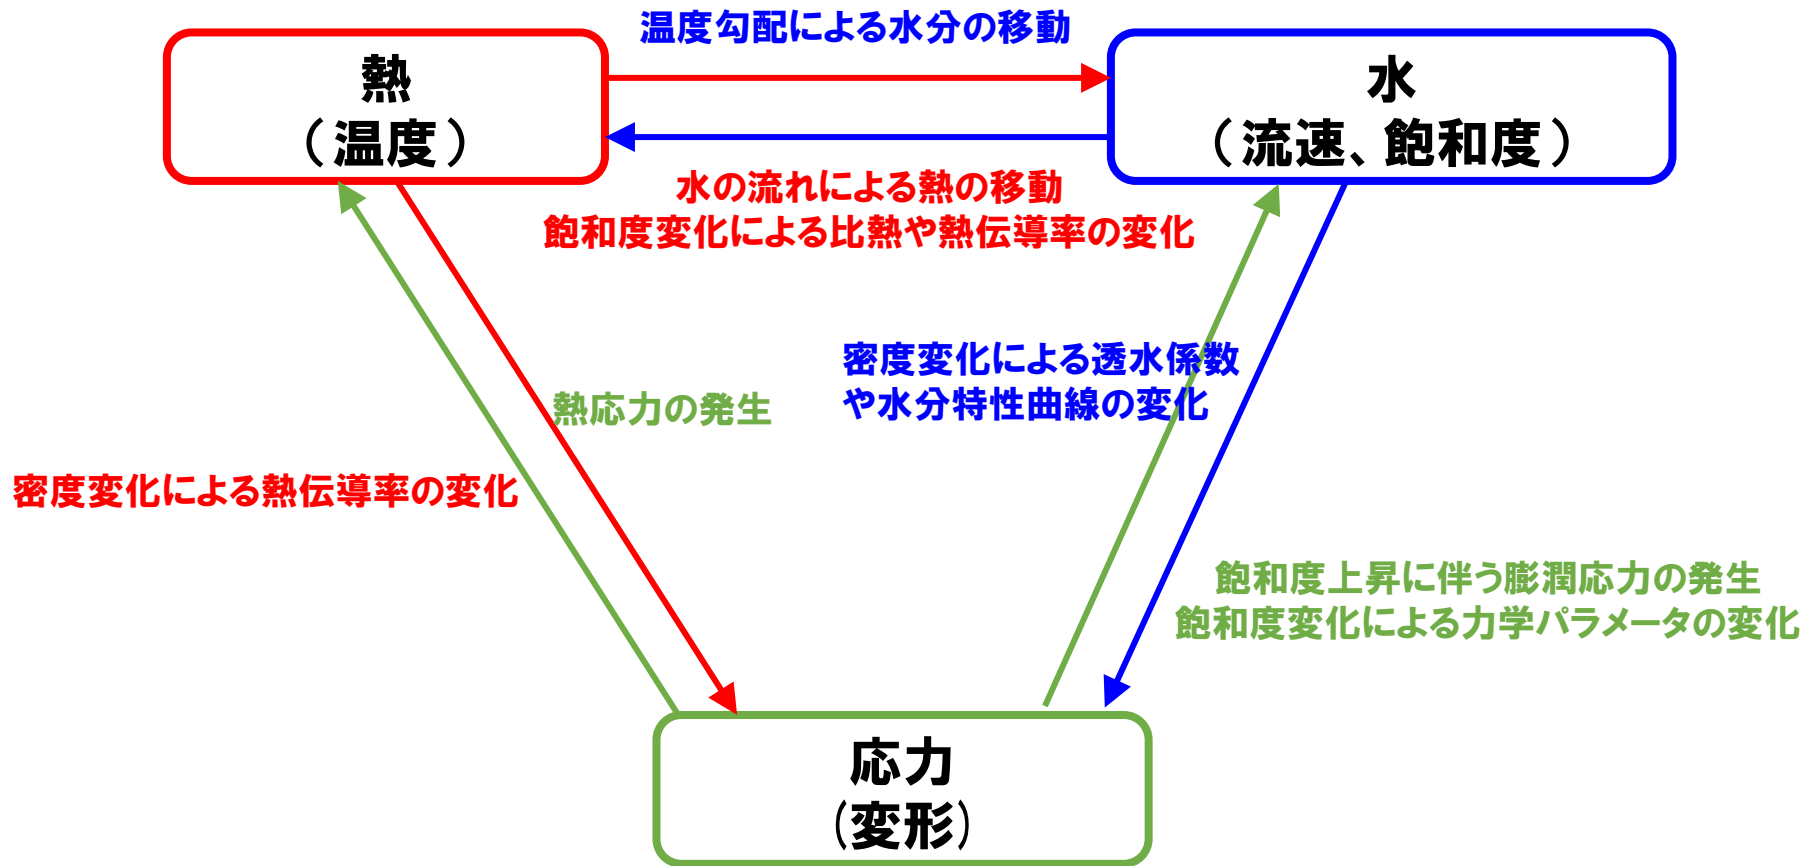 温度勾配による水分の移動
熱
（温度）
水
（流速、飽和度）
水の流れによる熱の移動
飽和度変化による比熱や熱伝導率の変化
密度変化による透水係数
や水分特性曲線の変化
熱応力の発生
密度変化による熱伝導率の変化
飽和度上昇に伴う膨潤応力の発生
飽和度変化による力学パラメータの変化
応力
(変形)